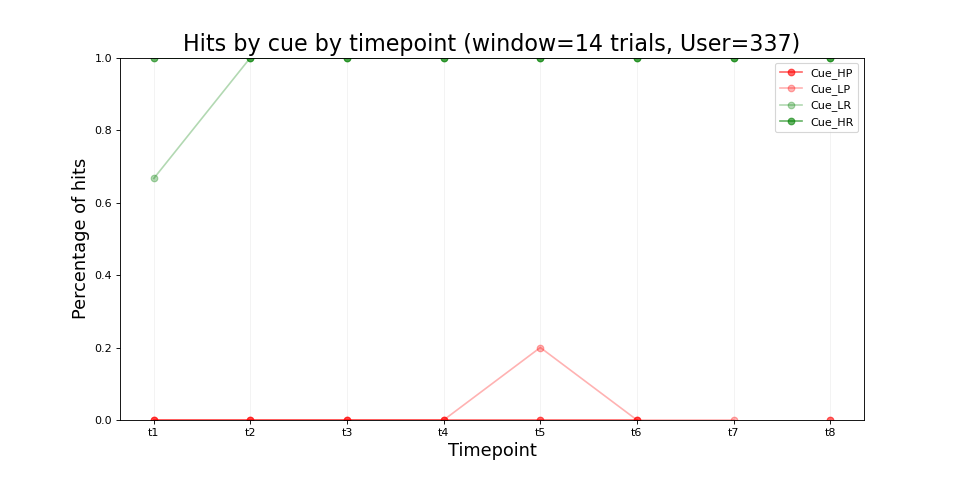 Hits by cue by timepoint (window=14 trials, User=337)
Percentage of hits
1.0
0.8
0.6
0.4
0.2
0.0
Cue_HP
Cue_LP
Cue_LR
Cue_HR
t1 t2 t3 t4 t5 t6 t7 t8
Timepoint